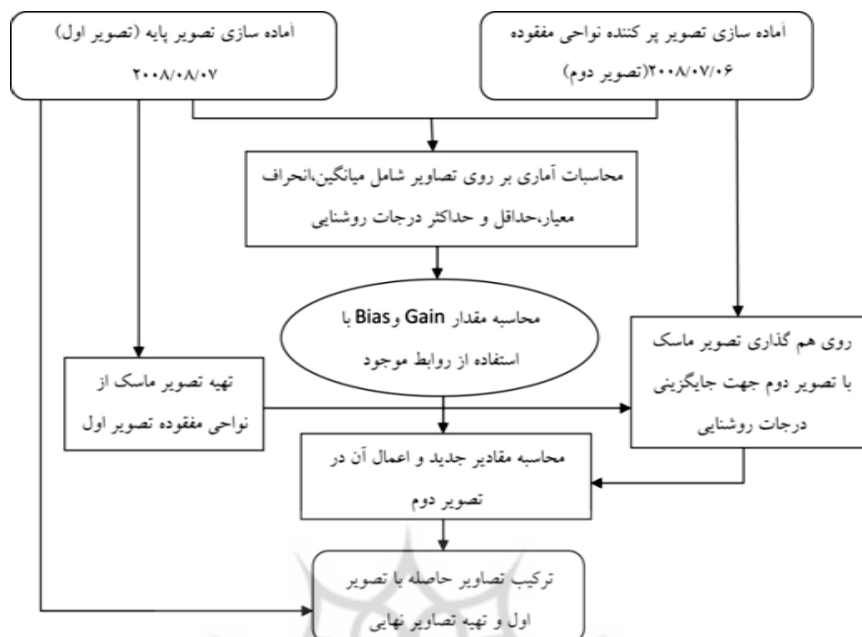 آماده سازی تصویر پر کننده نواحی مفقوده
۲۰۰۸/۰۷/۰۶(تصویر دوم)
آماده سازی تصویر پایه (تصویر اول)
۲۰۰۸/۰۸/۰۷
محاسبات آماری بر روی تصاویر شامل میانگین،انحراف
معیار،حداقل و حداکثر درجات روشنایی
محاسبه مقدار Gain وBias با
استفاده از روابط موجود
روی هم گذاری تصویر ماسک
با تصویر دوم جهت جایگزینی
درجات روشنایی
تهیه تصویر ماسک از
نواحی مفقوده تصویر اول
محاسبه مقادیر جدید و اعمال آن در
تصویر دوم
ترکیب تصاویر حاصله با تصویر
اول و تهیه تصاویر نهایی